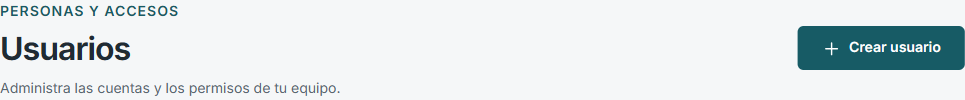 PERSONAS Y ACCESOS
Usuarios
Crear usuario
Administra las cuentas y los permisos de tu equipo.